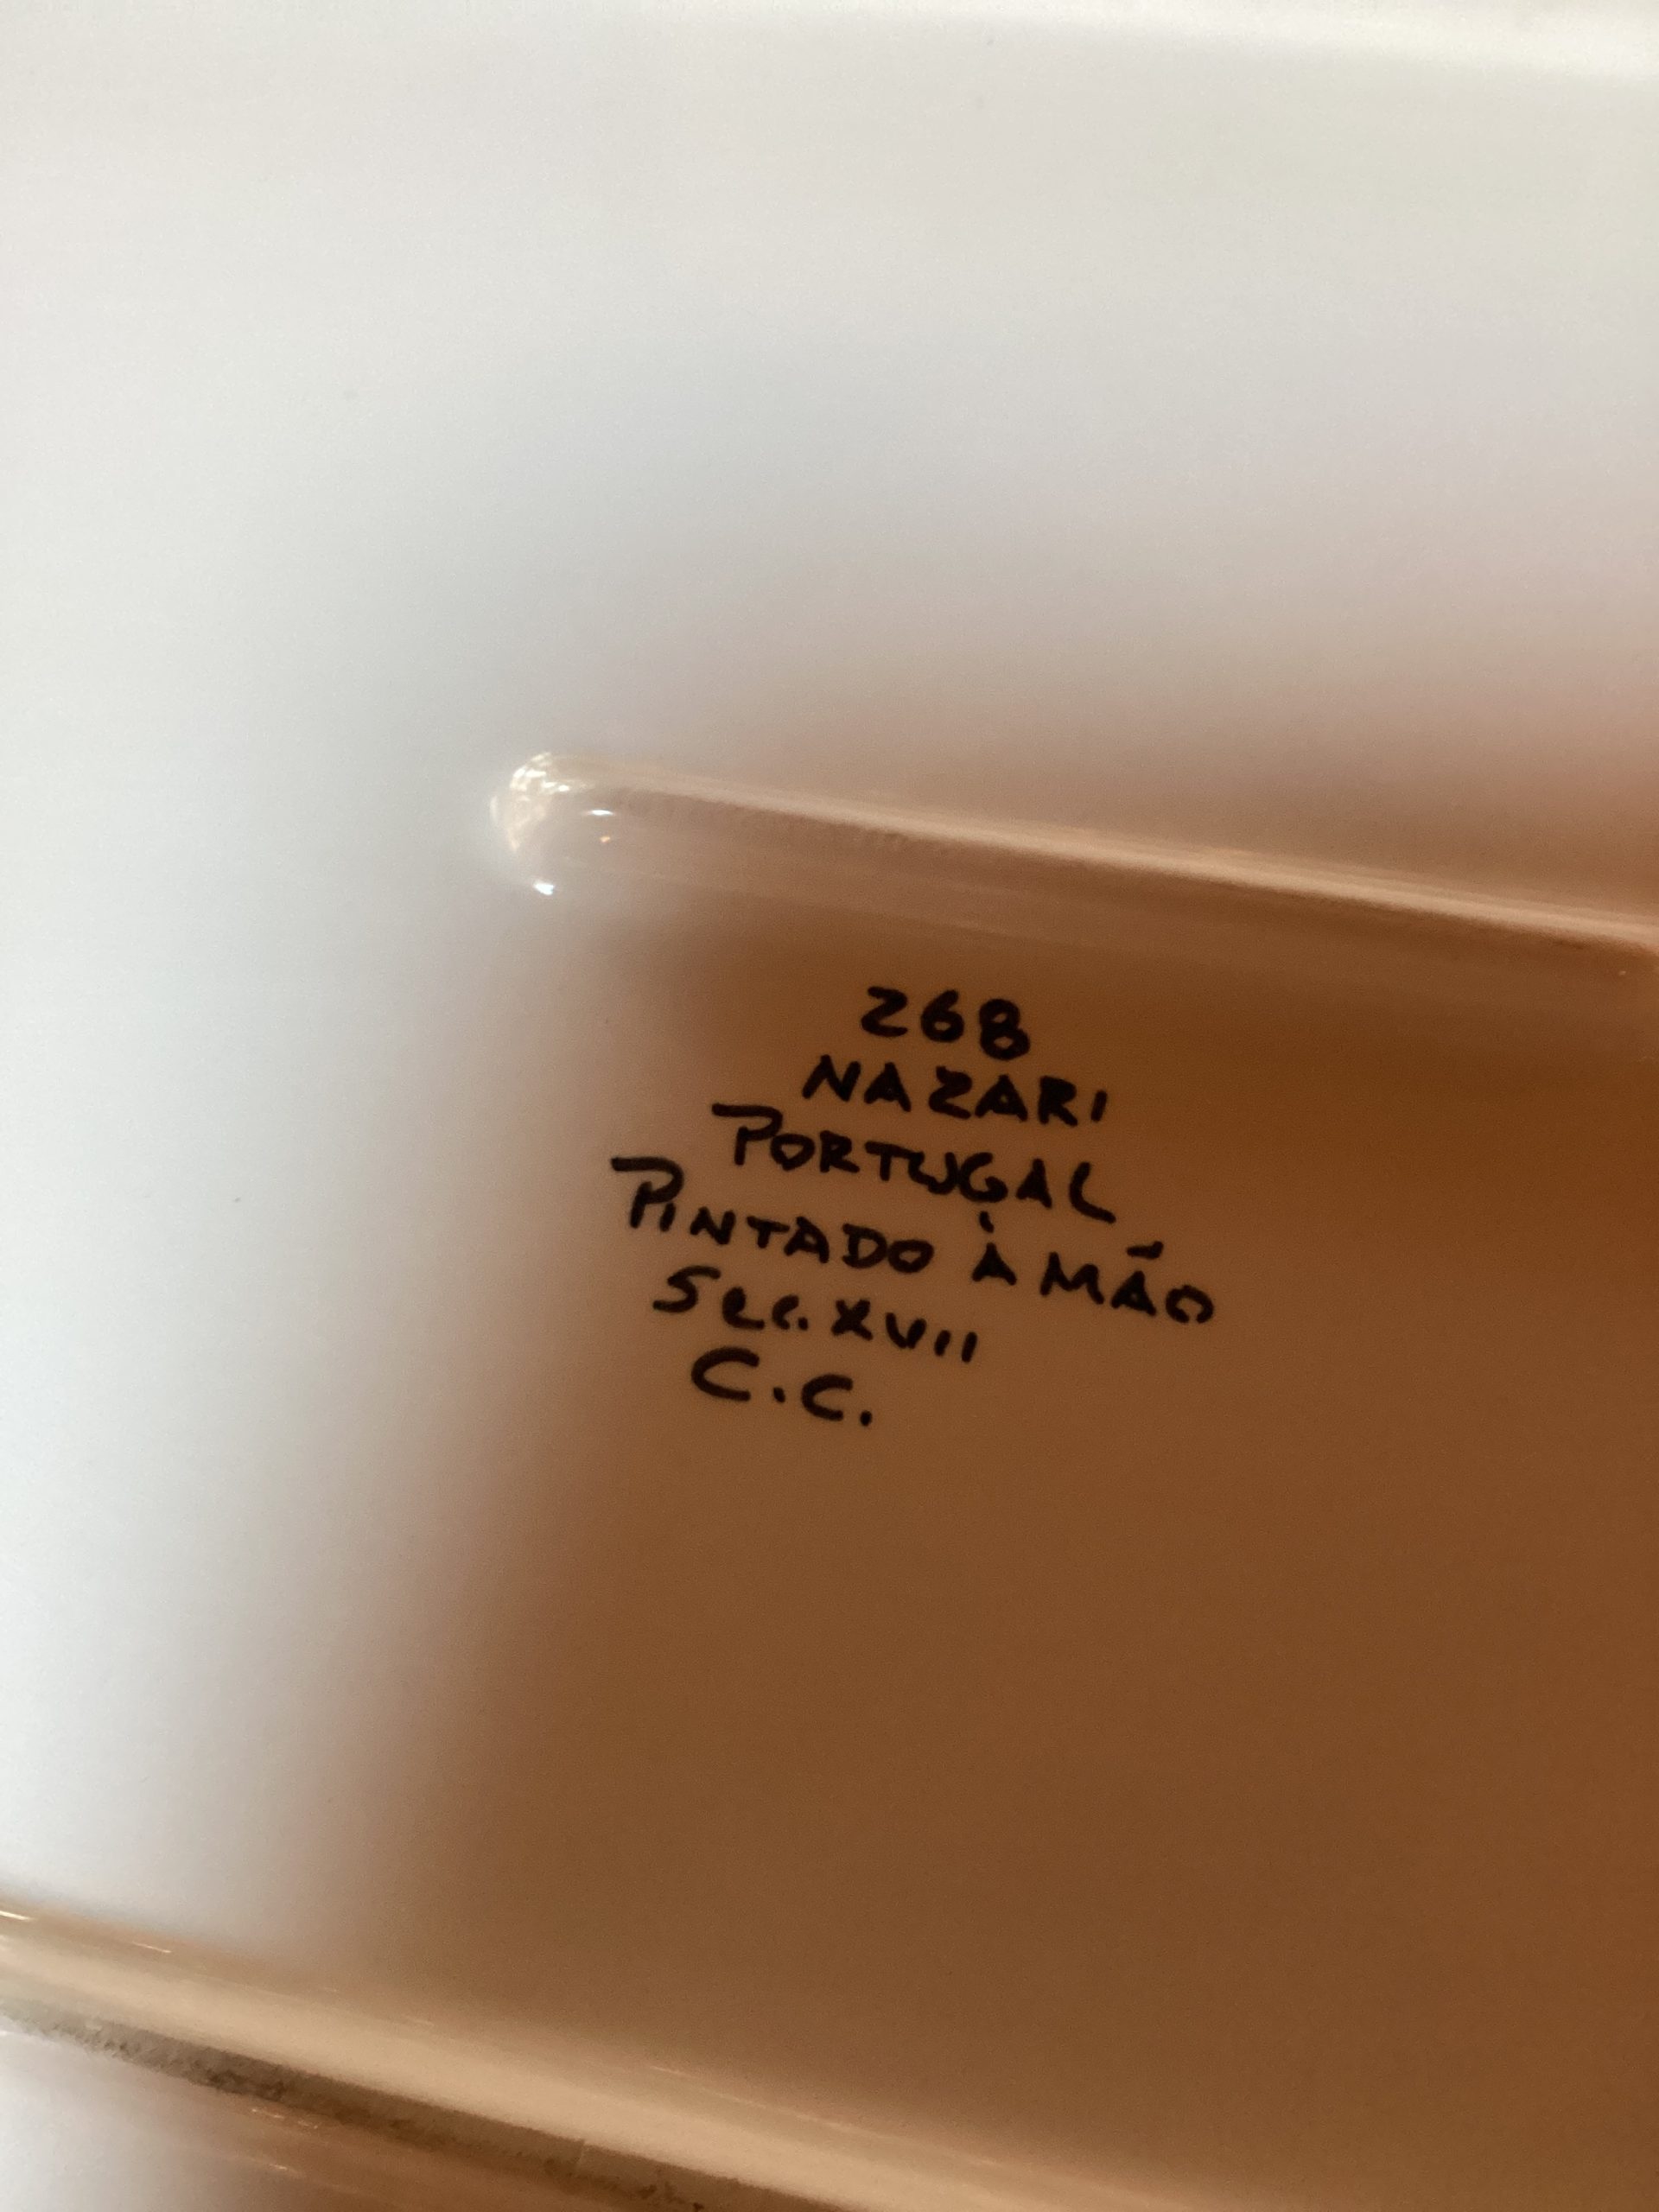 268
NAZARI
PORTUGAL
PINTADO À MÃO
Sec. XVII
C.C.